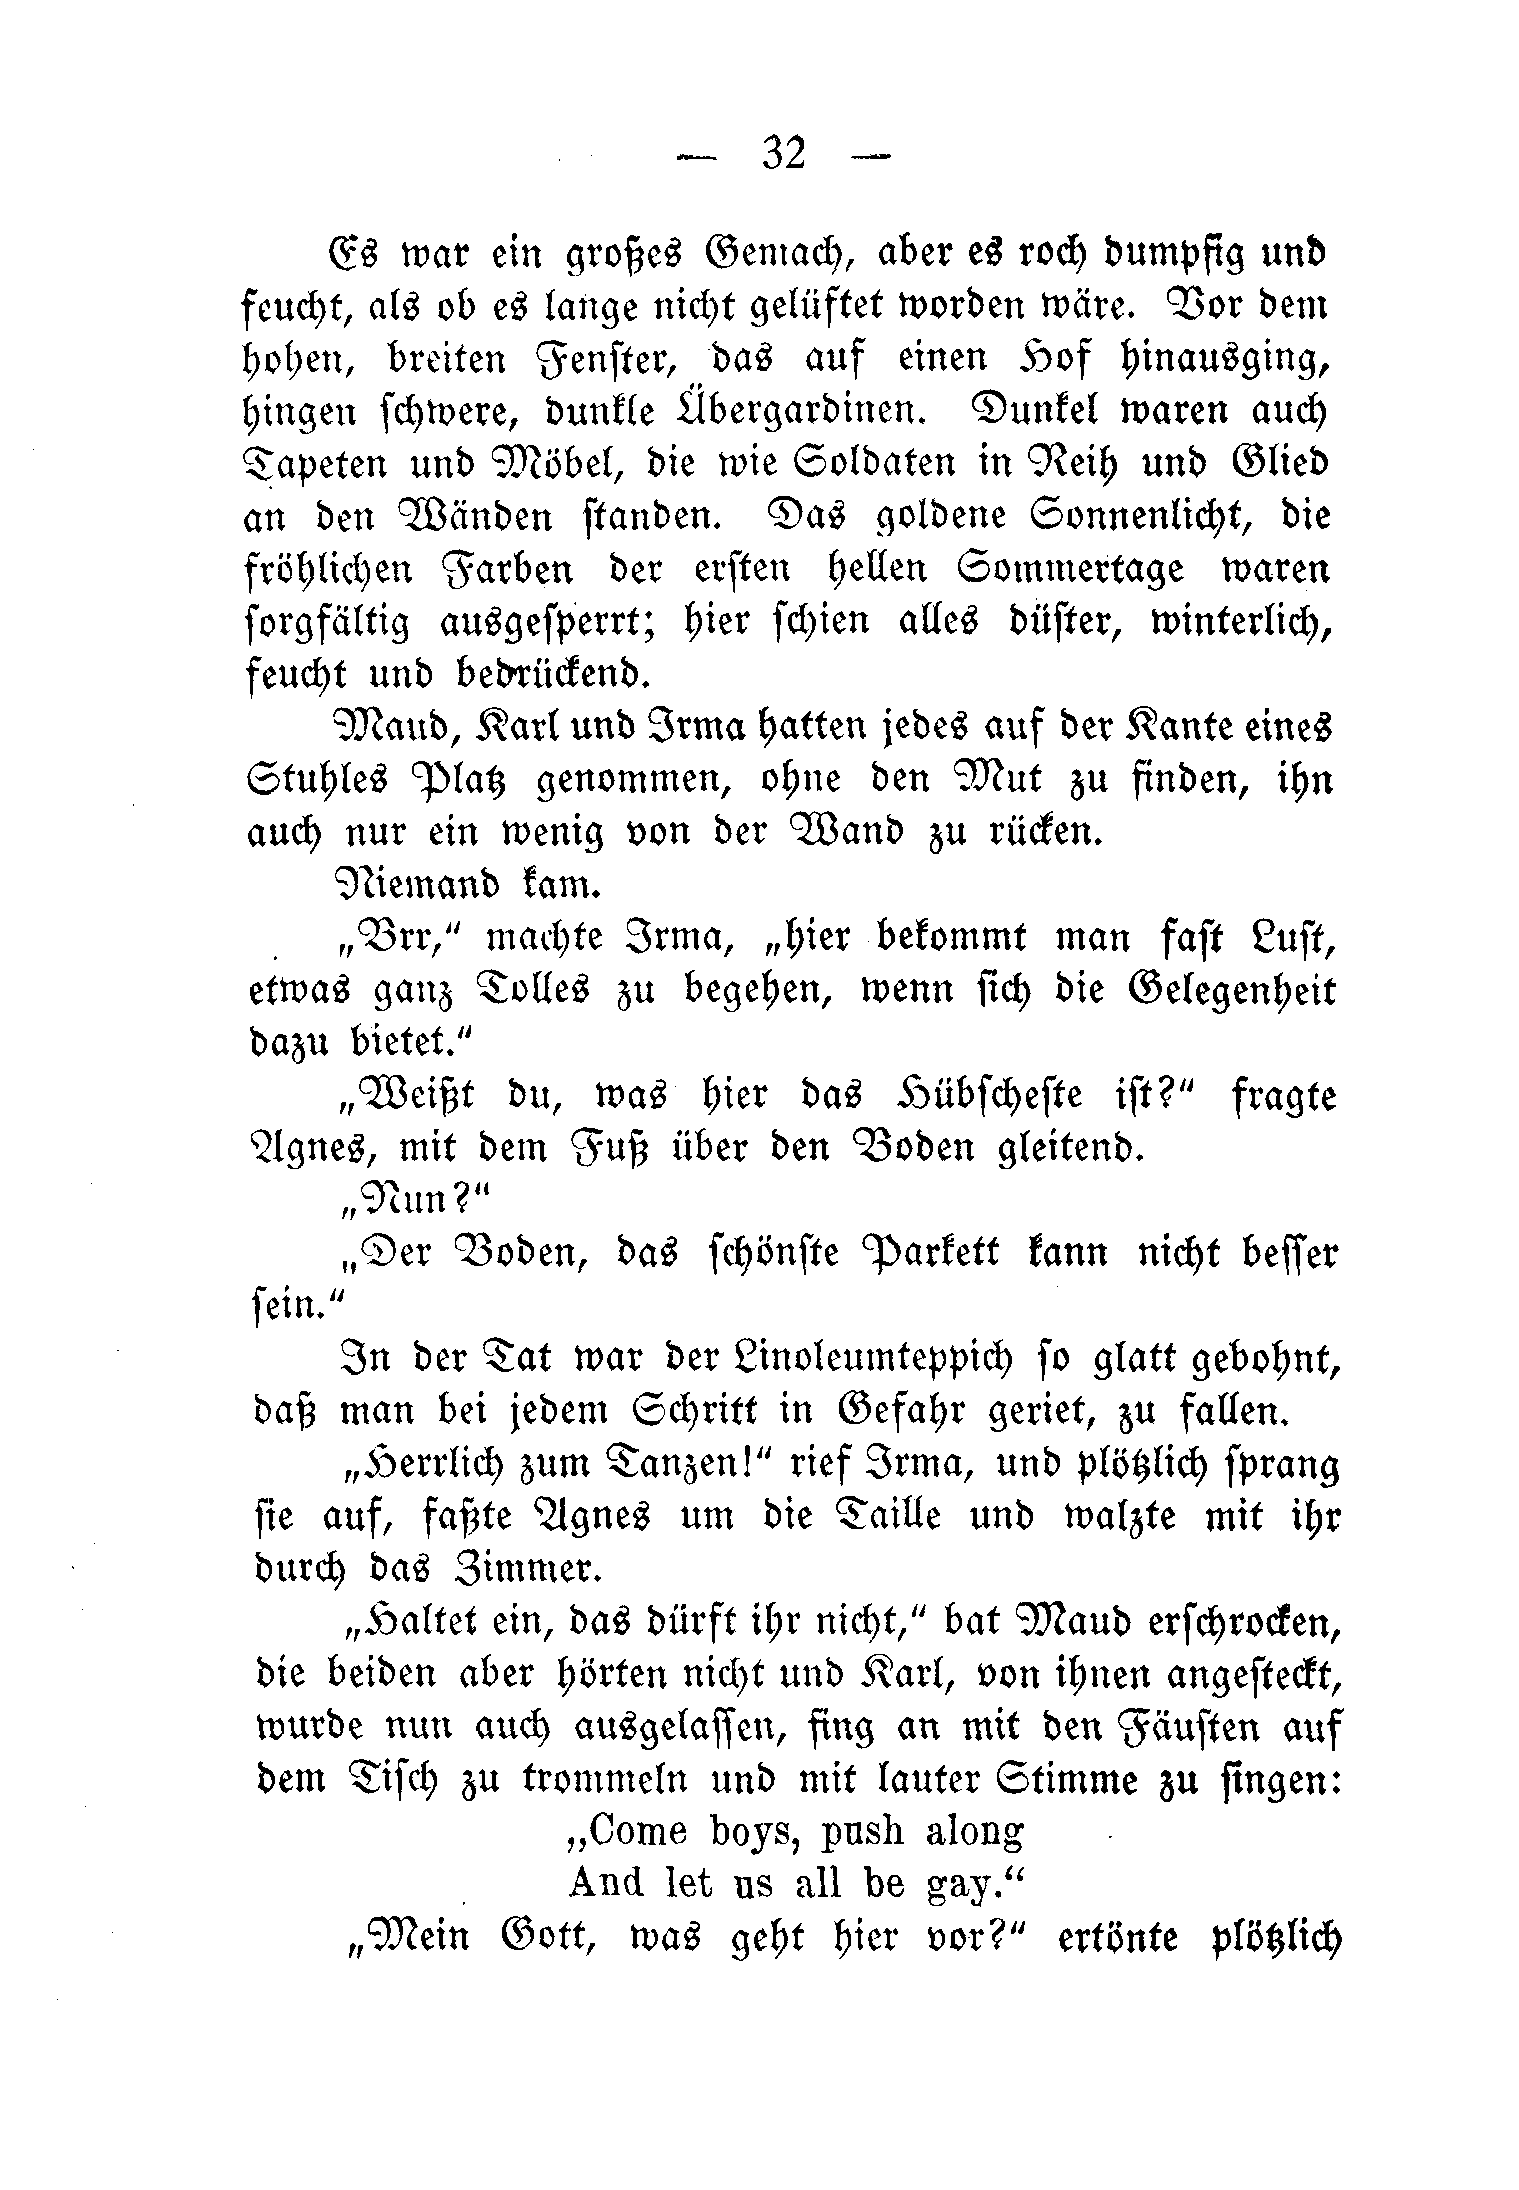 — 32 —
Es war ein großes Gemach, aber es roch dumpfig und
feucht, als ob es lange nicht gelüftet worden wäre. Vor dem
hohen, breiten Fenster, das auf einen Hof hinausging,
hingen schwere, dunkle Übergardinen. Dunkel waren auch
Tapeten und Möbel, die wie Soldaten in Reih und Glied
an den Wänden standen. Das goldene Sonnenlicht, die
fröhlichen Farben der ersten hellen Sommertage waren
sorgfältig ausgesperrt; hier schien alles düster, winterlich,
feucht und bedrückend.
Maud, Karl und Irma hatten jedes auf der Kante eines
Stuhles Platz genommen, ohne den Mut zu finden, ihn
auch nur ein wenig von der Wand zu rücken.
Niemand kam.
„Brr,“ machte Irma, „hier bekommt man fast Lust,
etwas ganz Tolles zu begehen, wenn sich die Gelegenheit
dazu bietet.“
„Weißt du, was hier das Hübscheste ist?“ fragte
Agnes, mit dem Fuß über den Boden gleitend.
„Nun?“
„Der Boden, das schönste Parkett kann nicht besser
sein.“
In der Tat war der Linoleumteppich so glatt gebohnt,
daß man bei jedem Schritt in Gefahr geriet, zu fallen.
„Herrlich zum Tanzen!“ rief Irma, und plötzlich sprang
sie auf, faßte Agnes um die Taille und walzte mit ihr
durch das Zimmer.
„Haltet ein, das dürft ihr nicht,“ bat Maud erschrocken,
die beiden aber hörten nicht und Karl, von ihnen angesteckt,
wurde nun auch ausgelassen, fing an mit den Fäusten auf
dem Tisch zu trommeln und mit lauter Stimme zu singen:
„Come boys, push along
And let us all be gay.“
„Mein Gott, was geht hier vor?“ ertönte plötzlich